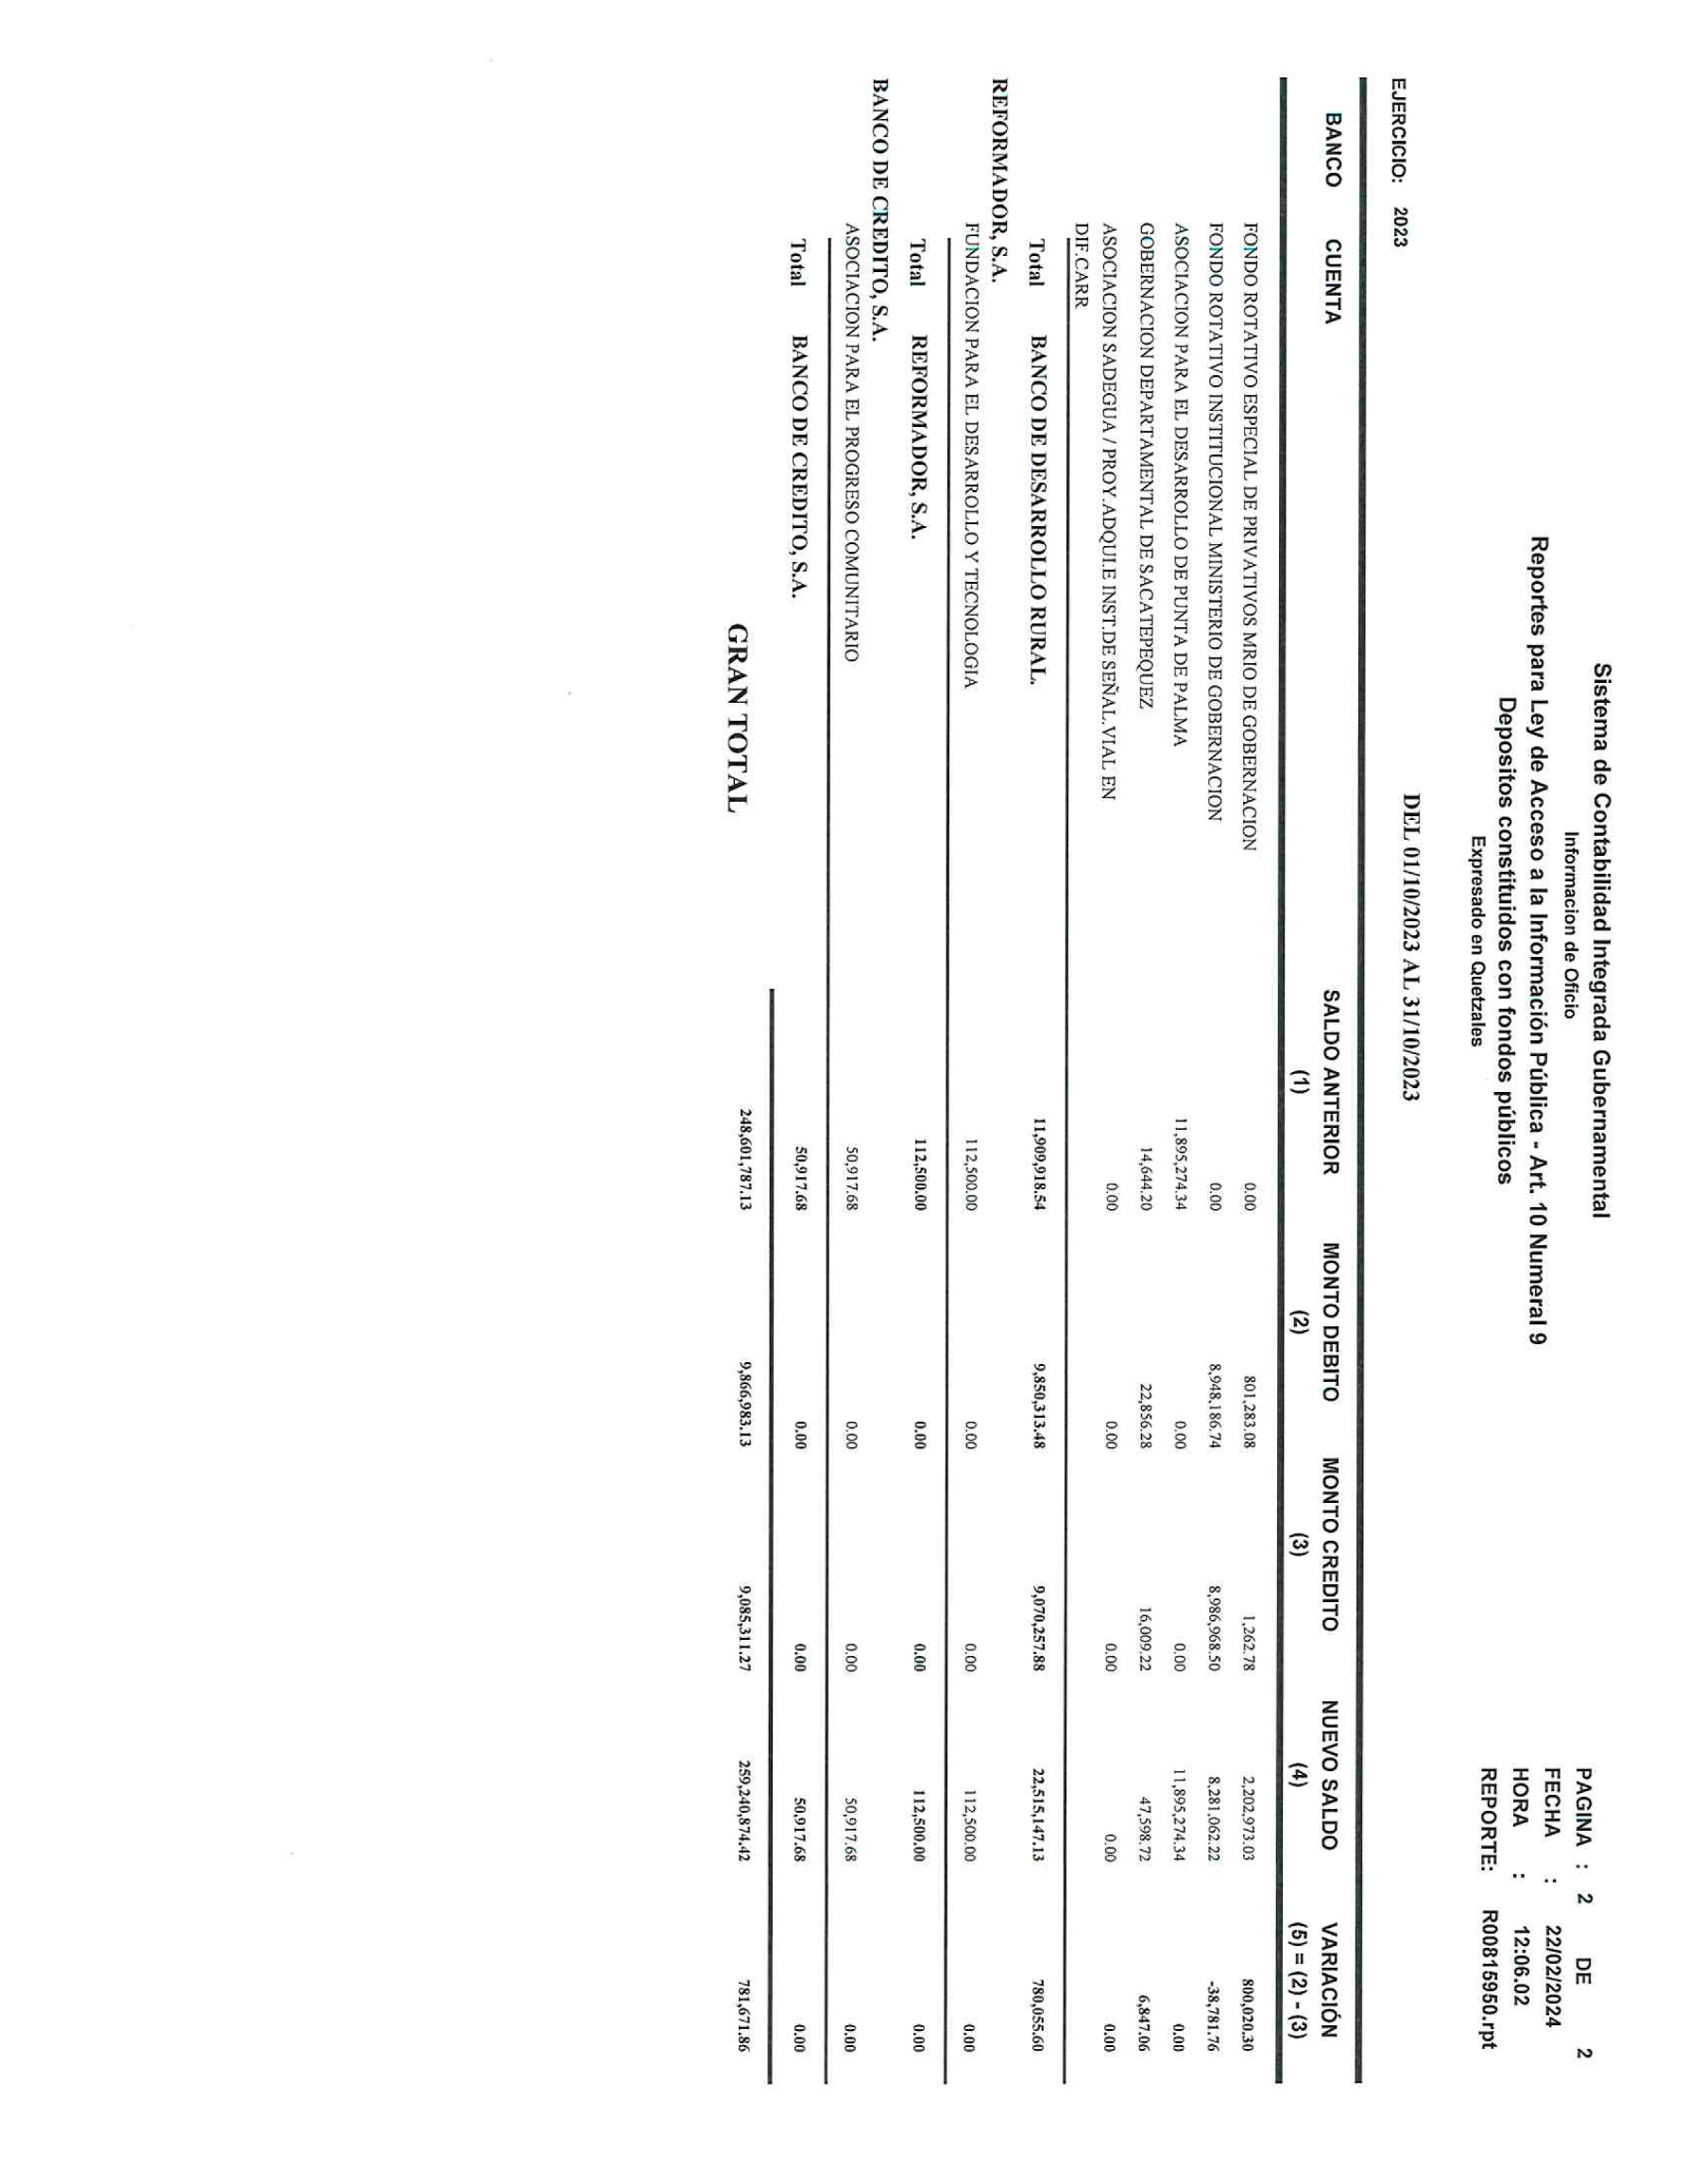 Sistema de Contabilidad Integrada Gubernamental
Informacion de Oficio
Reportes para Ley de Acceso a la Información Pública - Art. 10 Numeral 9
Depositos constituidos con fondos públicos
Expresado en Quetzales
PAGINA : 2 DE 2
FECHA : 22/02/2024
HORA : 12:06.02
REPORTE: R00815950.rpt
DEL 01/10/2023 AL 31/10/2023
EJERCICIO: 2023
BANCO CUENTA SALDO ANTERIOR MONTO DEBITO MONTO CREDITO NUEVO SALDO VARIACIÓN
(1) (2) (3) (4) (5) = (2) - (3)
FONDO ROTATIVO ESPECIAL DE PRIVATIVOS MRIO DE GOBERNACION 0.00 801,283.08 1,262.78 2,202,973.03 800,020.30
FONDO ROTATIVO INSTITUCIONAL MINISTERIO DE GOBERNACION 0.00 8,948,186.74 8,986,968.50 8,281,062.22 -38,781.76
ASOCIACION PARA EL DESARROLLO DE PUNTA DE PALMA 11,895,274.34 0.00 0.00 11,895,274.34 0.00
GOBERNACION DEPARTAMENTAL DE SACATEPEQUEZ 14,644.20 22,856.28 16,009.22 47,598.72 6,847.06
ASOCIACION SADEGUA / PROY.ADQUI.E INST.DE SEÑAL.VIAL EN 0.00 0.00 0.00 0.00 0.00
DIF.CARR
Total BANCO DE DESARROLLO RURAL. 11,909,918.54 9,850,313.48 9,070,257.88 22,515,147.13 780,055.60
REFORMADOR, S.A.
FUNDACION PARA EL DESARROLLO Y TECNOLOGIA 112,500.00 0.00 0.00 112,500.00 0.00
Total REFORMADOR, S.A. 112,500.00 0.00 0.00 112,500.00 0.00
BANCO DE CREDITO, S.A.
ASOCIACION PARA EL PROGRESO COMUNITARIO 50,917.68 0.00 0.00 50,917.68 0.00
Total BANCO DE CREDITO, S.A. 50,917.68 0.00 0.00 50,917.68 0.00
GRAN TOTAL 248,601,787.13 9,866,983.13 9,085,311.27 259,240,874.42 781,671.86